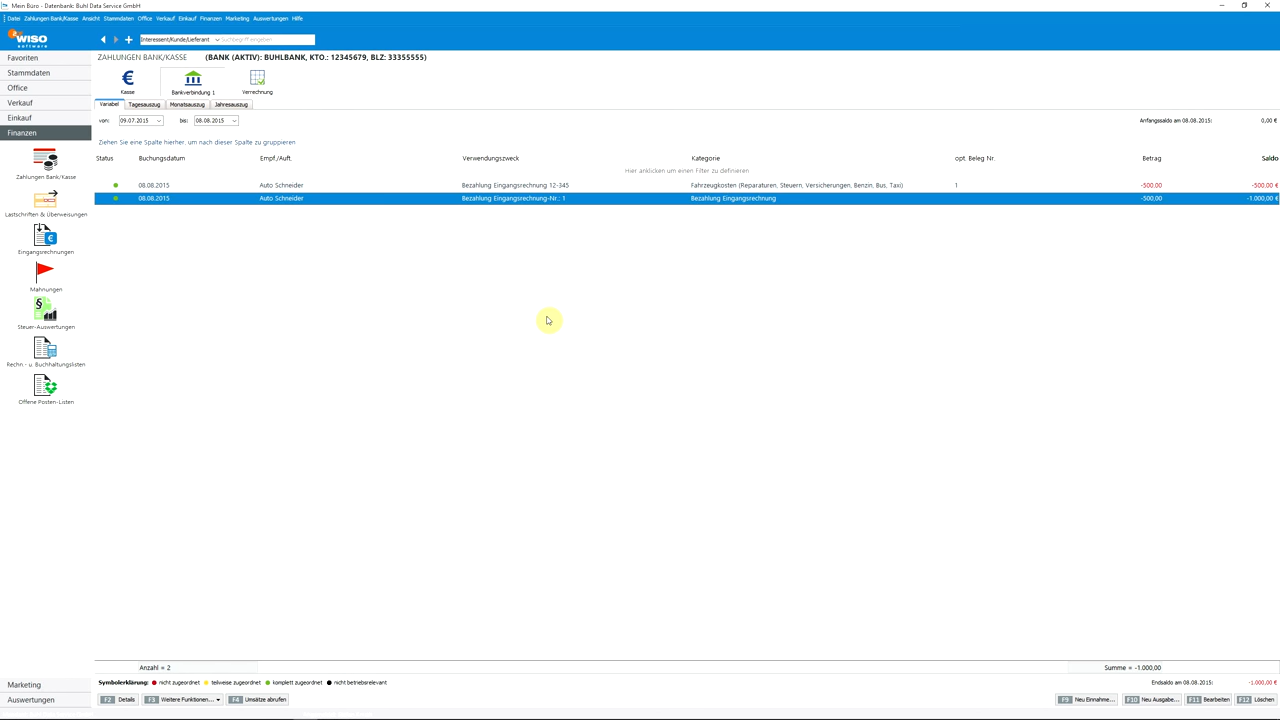 Mein Büro - Datenbank: Buhl Data Service GmbH
Datei Zahlungen Bank/Kasse Ansicht Stammdaten Office Verkauf Einkauf Finanzen Marketing Auswertungen Hilfe
WISO software
Interessent/Kunde/Lieferant Suchbegriff eingeben
Favoriten
Stammdaten
Office
Verkauf
Einkauf
Finanzen
Zahlungen Bank/Kasse
Lastschriften & Überweisungen
Eingangsrechnungen
Mahnungen
Steuer-Auswertungen
Rechn.- u. Buchhaltungslisten
Offene Posten-Listen
Marketing
Auswertungen
ZAHLUNGEN BANK/KASSE (BANK (AKTIV): BUHLBANK, KTO.: 12345679, BLZ: 33355555)
Kasse Bankverbindung 1 Verrechnung
Variabel Tagesauszug Monatsauszug Jahresauszug
von: 09.07.2015 bis: 08.08.2015 Anfangssaldo am 08.08.2015: 0,00 €
Ziehen Sie eine Spalte hierher, um nach dieser Spalte zu gruppieren
Status Buchungsdatum Empf./Auft. Verwendungszweck Kategorie opt. Beleg Nr. Betrag Saldo
Hier anklicken um einen Filter zu definieren
08.08.2015 Auto Schneider Bezahlung Eingangsrechnung 12-345 Fahrzeugkosten (Reparaturen, Steuern, Versicherungen, Benzin, Bus, Taxi) 1 -500,00 -500,00 €
08.08.2015 Auto Schneider Bezahlung Eingangsrechnung-Nr.: 1 Bezahlung Eingangsrechnung -500,00 -1.000,00 €
Anzahl = 2 Summe = -1.000,00
Symbolerklärung: nicht zugeordnet teilweise zugeordnet komplett zugeordnet nicht betriebsrelevant Endsaldo am 08.08.2015: -1.000,00 €
F2 Details F3 Weitere Funktionen... F4 Umsätze abrufen F9 Neu Einnahme... F10 Neu Ausgabe... F11 Bearbeiten F12 Löschen